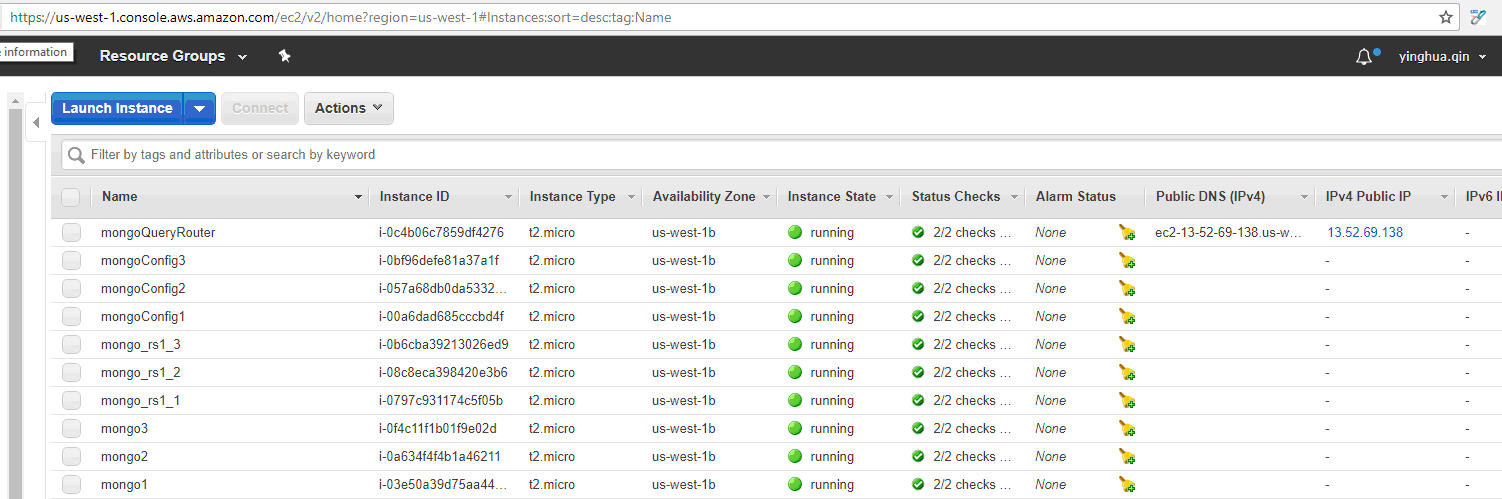 https://us-west-1.console.aws.amazon.com/ec2/v2/home?region=us-west-1#Instances:sort=desc:tag:Name
e information
Resource Groups yinghua.qin
Launch Instance Connect Actions
Filter by tags and attributes or search by keyword
Name Instance ID Instance Type Availability Zone Instance State Status Checks Alarm Status Public DNS (IPv4) IPv4 Public IP IPv6 I
mongoQueryRouter i-0c4b06c7859df4276 t2.micro us-west-1b running 2/2 checks ... None ec2-13-52-69-138.us-w... 13.52.69.138 -
mongoConfig3 i-0bf96defe81a37a1f t2.micro us-west-1b running 2/2 checks ... None - -
mongoConfig2 i-057a68db0da5332... t2.micro us-west-1b running 2/2 checks ... None - -
mongoConfig1 i-00a6dad685cccbd4f t2.micro us-west-1b running 2/2 checks ... None - -
mongo_rs1_3 i-0b6cba39213026ed9 t2.micro us-west-1b running 2/2 checks ... None - -
mongo_rs1_2 i-08c8eca398420e3b6 t2.micro us-west-1b running 2/2 checks ... None - -
mongo_rs1_1 i-0797c931174c5f05b t2.micro us-west-1b running 2/2 checks ... None - -
mongo3 i-0f4c11f1b01f9e02d t2.micro us-west-1b running 2/2 checks ... None - -
mongo2 i-0a634f4f4b1a46211 t2.micro us-west-1b running 2/2 checks ... None - -
mongo1 i-03e50a39d75aa44... t2.micro us-west-1b running 2/2 checks ... None - -